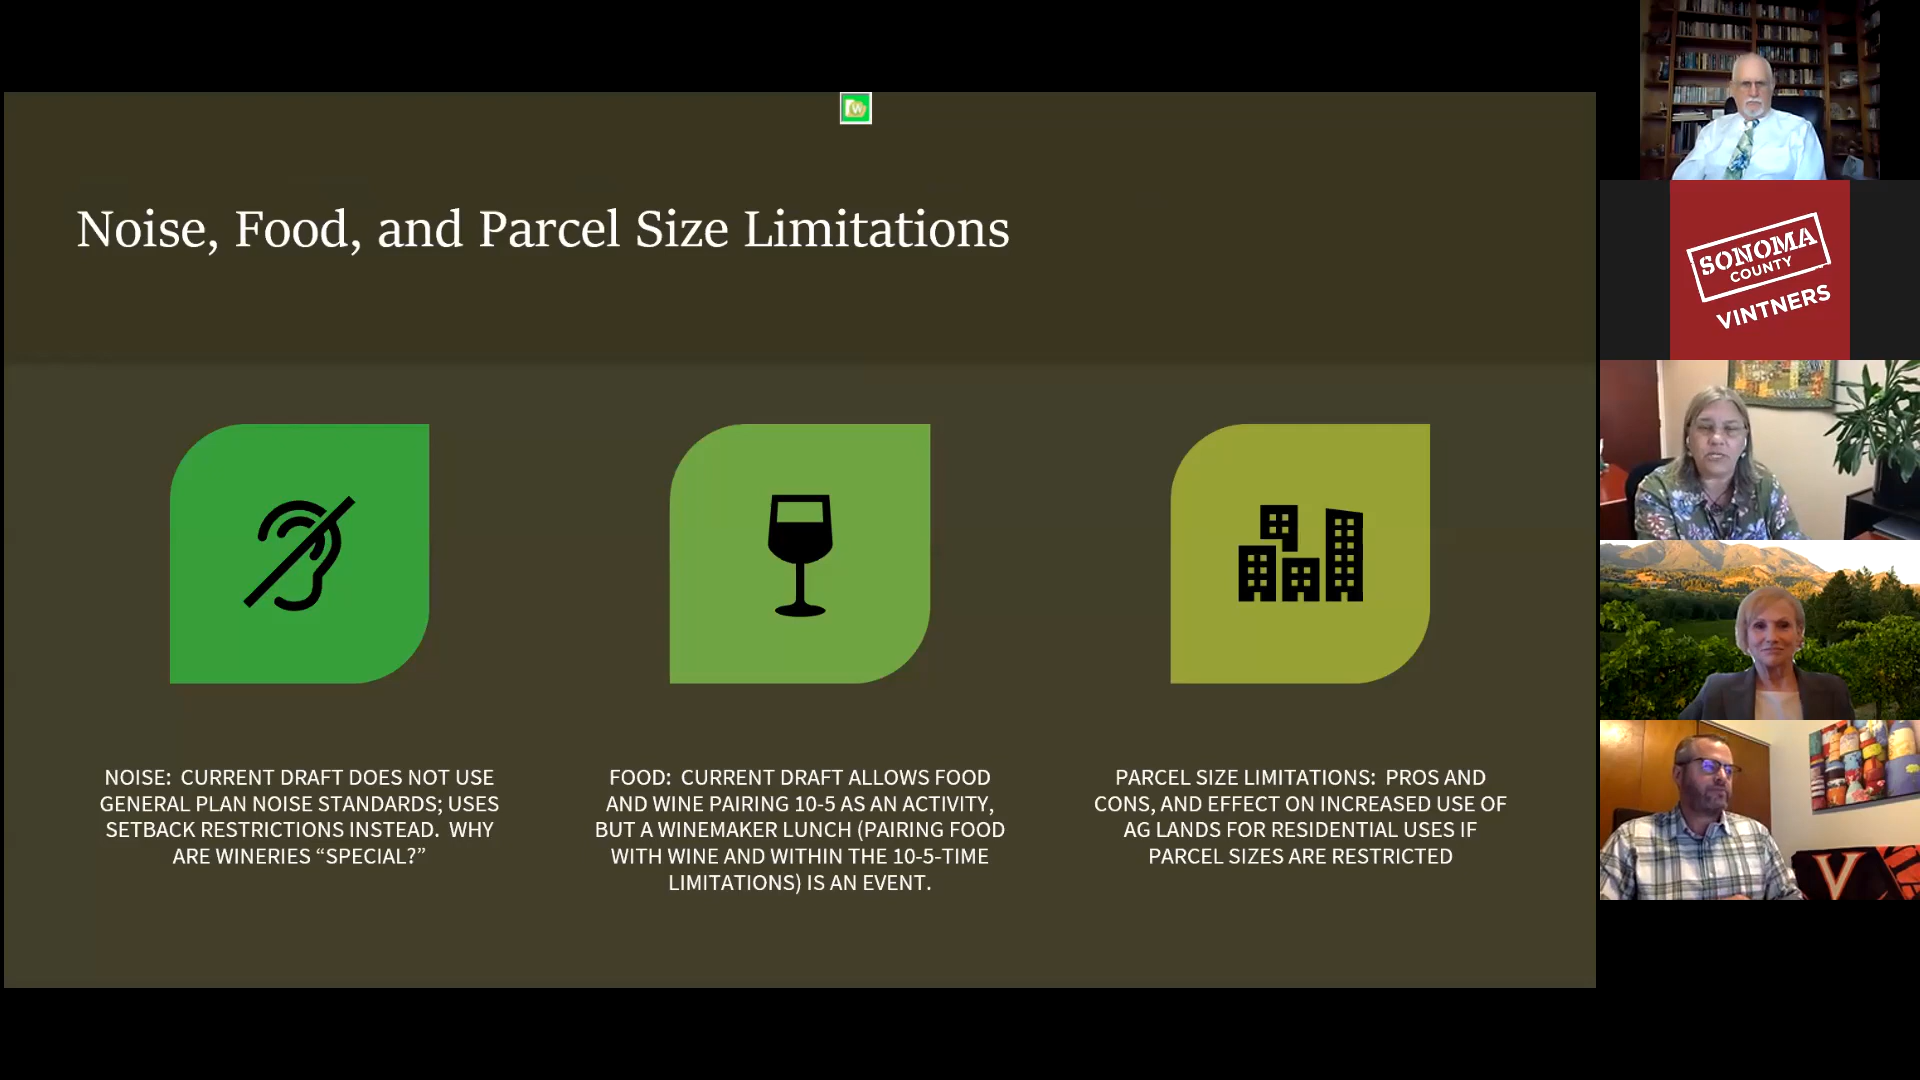 Noise, Food, and Parcel Size Limitations
NOISE: CURRENT DRAFT DOES NOT USE
GENERAL PLAN NOISE STANDARDS; USES
SETBACK RESTRICTIONS INSTEAD. WHY
ARE WINERIES “SPECIAL?”
FOOD: CURRENT DRAFT ALLOWS FOOD
AND WINE PAIRING 10-5 AS AN ACTIVITY,
BUT A WINEMAKER LUNCH (PAIRING FOOD
WITH WINE AND WITHIN THE 10-5-TIME
LIMITATIONS) IS AN EVENT.
PARCEL SIZE LIMITATIONS: PROS AND
CONS, AND EFFECT ON INCREASED USE OF
AG LANDS FOR RESIDENTIAL USES IF
PARCEL SIZES ARE RESTRICTED
SONOMA
COUNTY
VINTNERS
V